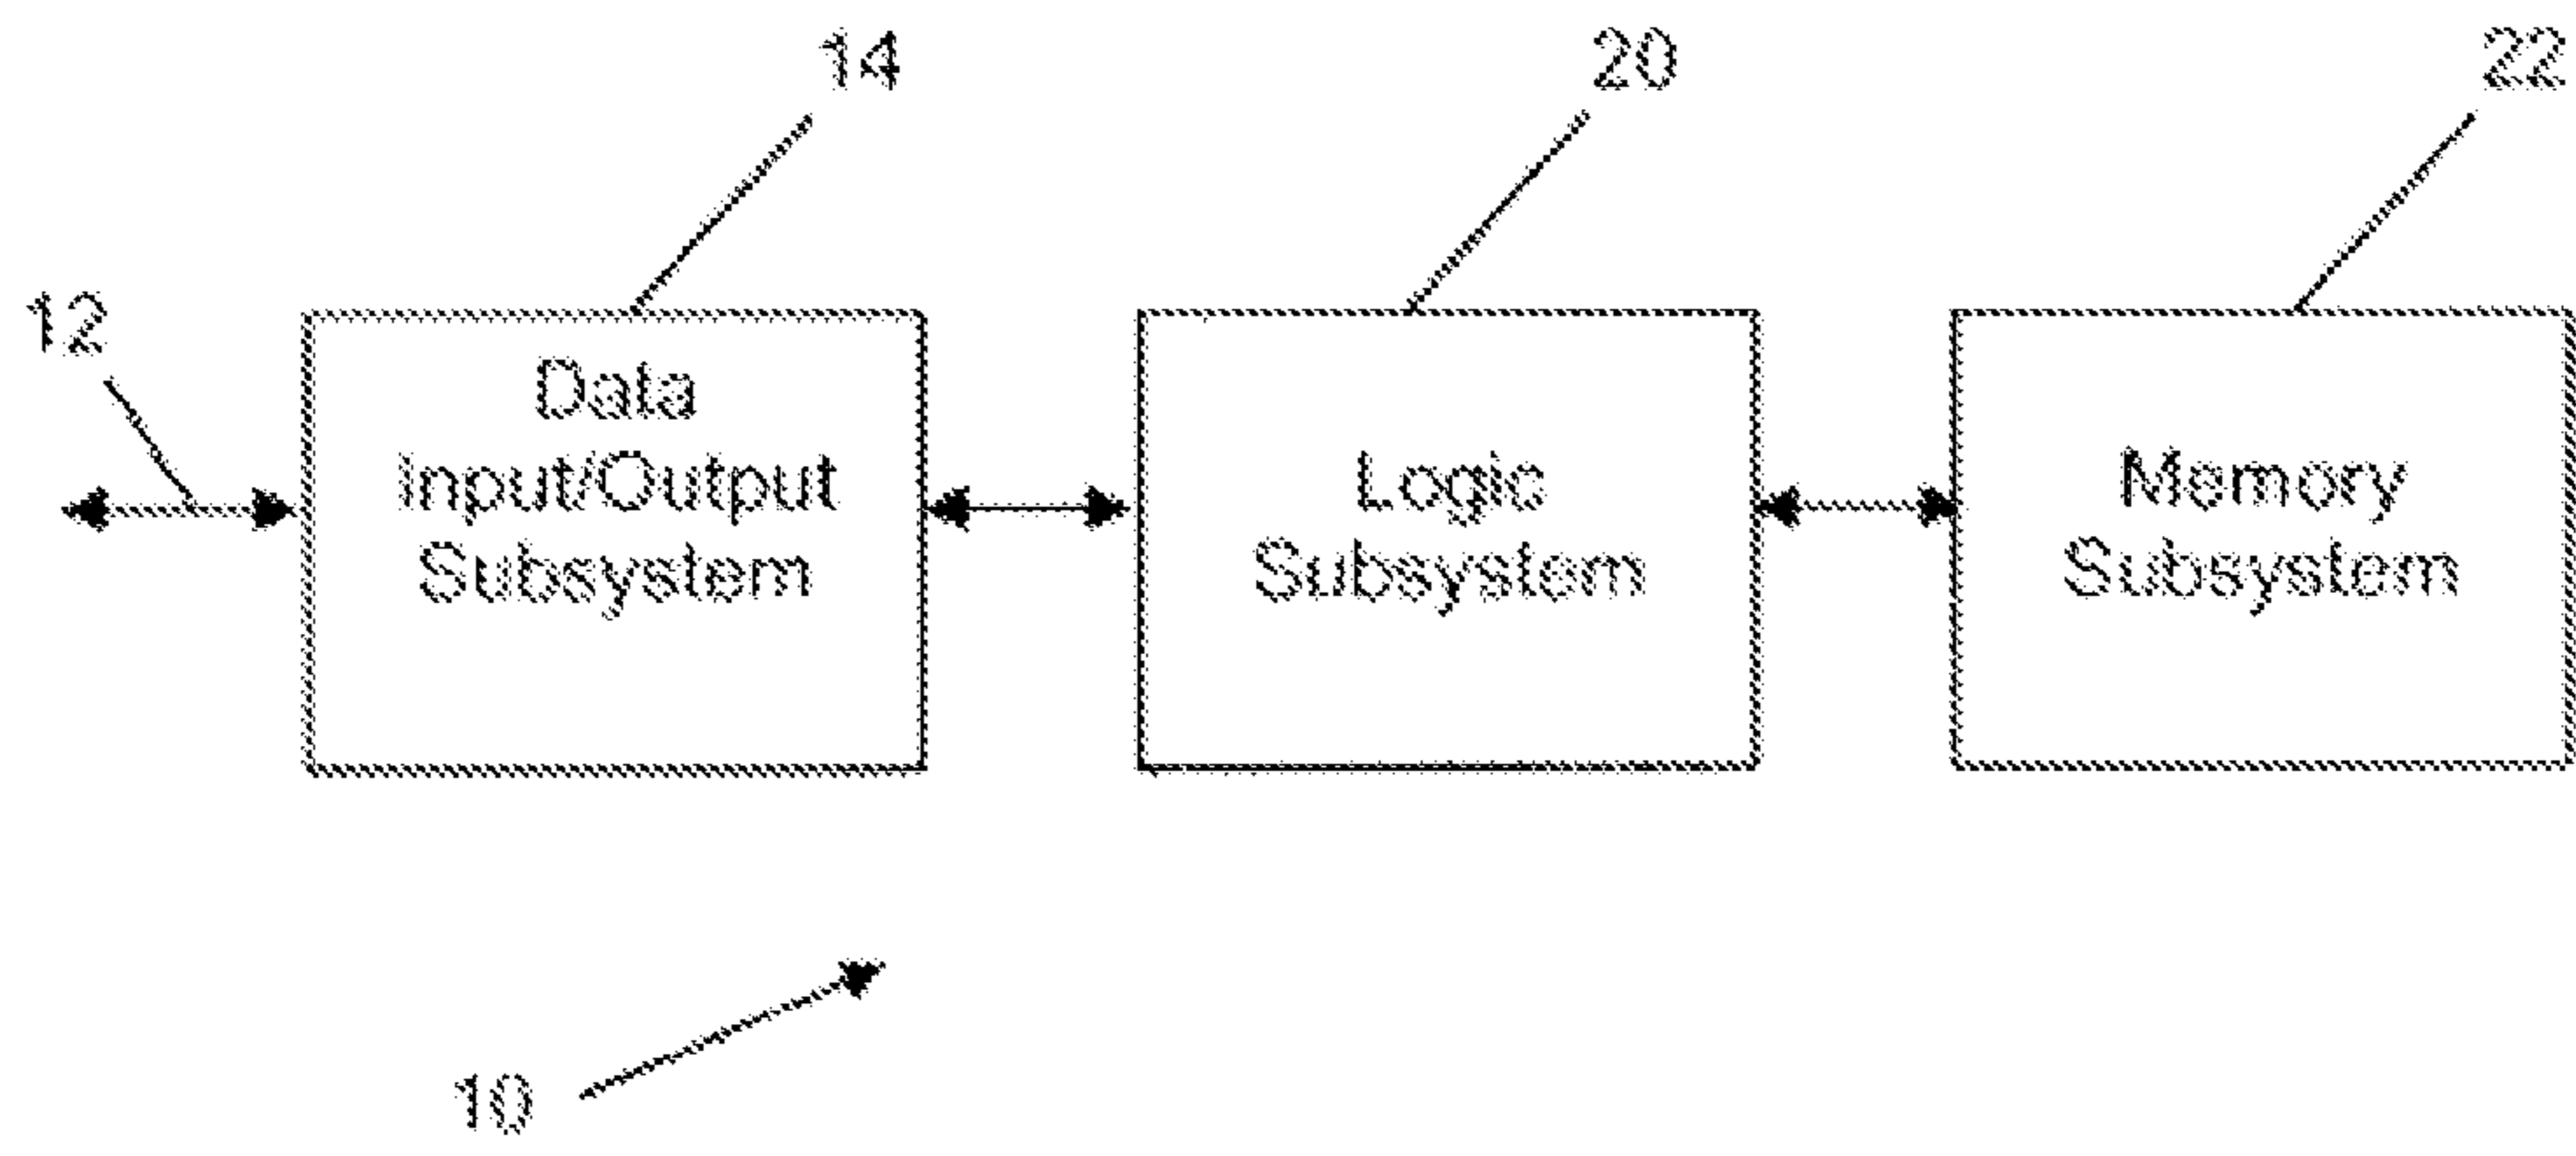 14
20
22
12
Data
Input/Output
Subsystem
Logic
Subsystem
Memory
Subsystem
10